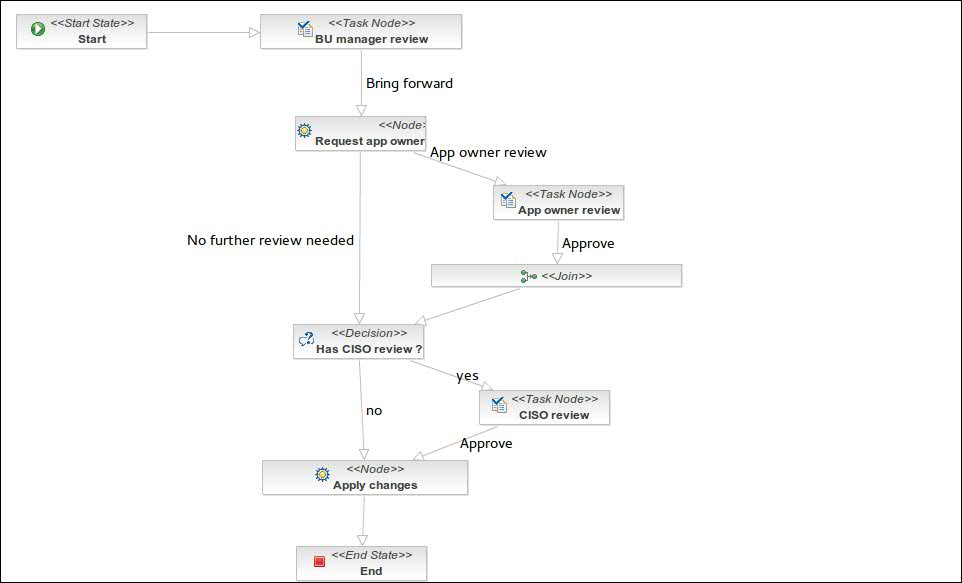 <<Start State>>
Start
<<Task Node>>
BU manager review
Bring forward
<<Node>
Request app owner
App owner review
<<Task Node>>
App owner review
No further review needed
Approve
<<Join>>
<<Decision>>
Has CISO review ?
yes
<<Task Node>>
CISO review
no
Approve
<<Node>>
Apply changes
<<End State>>
End